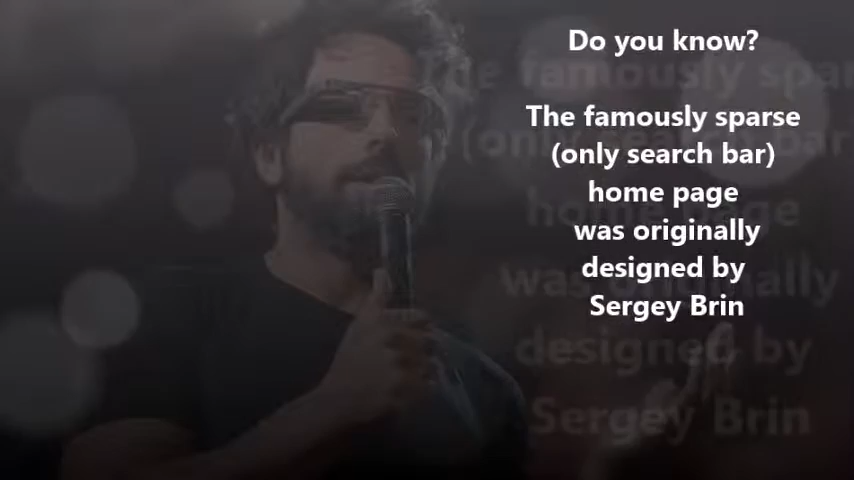 Do you know?
The famously sparse
(only search bar)
home page
was originally
designed by
Sergey Brin